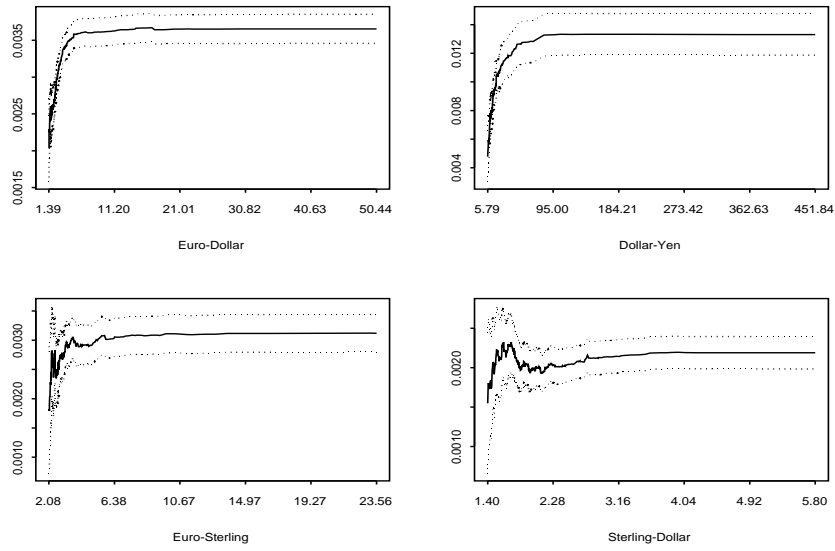 0.0035
0.0025
0.0015
1.39 11.20 21.01 30.82 40.63 50.44
Euro-Dollar
0.012
0.008
0.004
5.79 95.00 184.21 273.42 362.63 451.84
Dollar-Yen
0.0030
0.0020
0.0010
2.08 6.38 10.67 14.97 19.27 23.56
Euro-Sterling
0.0020
0.0010
1.40 2.28 3.16 4.04 4.92 5.80
Sterling-Dollar